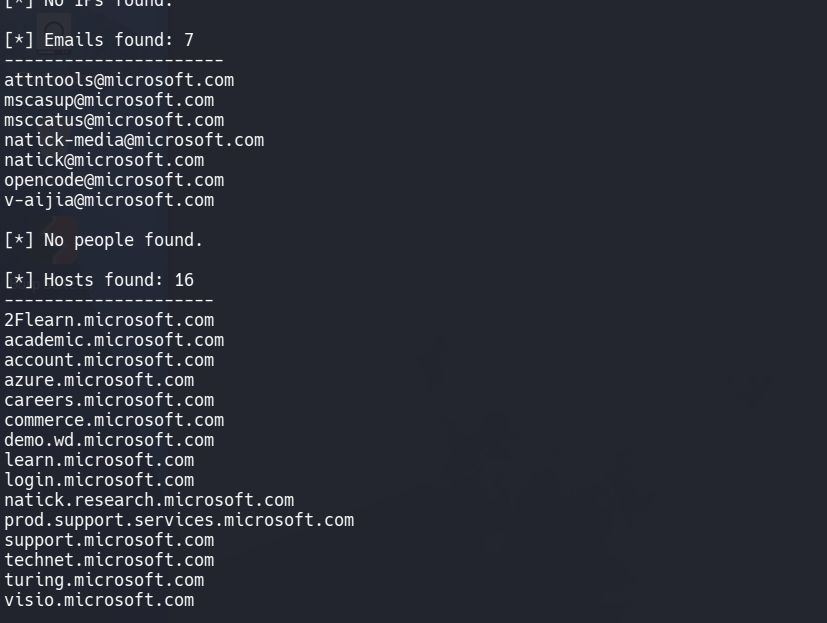 [*] No IPs found.
[*] Emails found: 7
----------------------
attntools@microsoft.com
mscasup@microsoft.com
msccatus@microsoft.com
natick-media@microsoft.com
natick@microsoft.com
opencode@microsoft.com
v-aijia@microsoft.com
[*] No people found.
[*] Hosts found: 16
---------------------
2Flearn.microsoft.com
academic.microsoft.com
account.microsoft.com
azure.microsoft.com
careers.microsoft.com
commerce.microsoft.com
demo.wd.microsoft.com
learn.microsoft.com
login.microsoft.com
natick.research.microsoft.com
prod.support.services.microsoft.com
support.microsoft.com
technet.microsoft.com
turing.microsoft.com
visio.microsoft.com